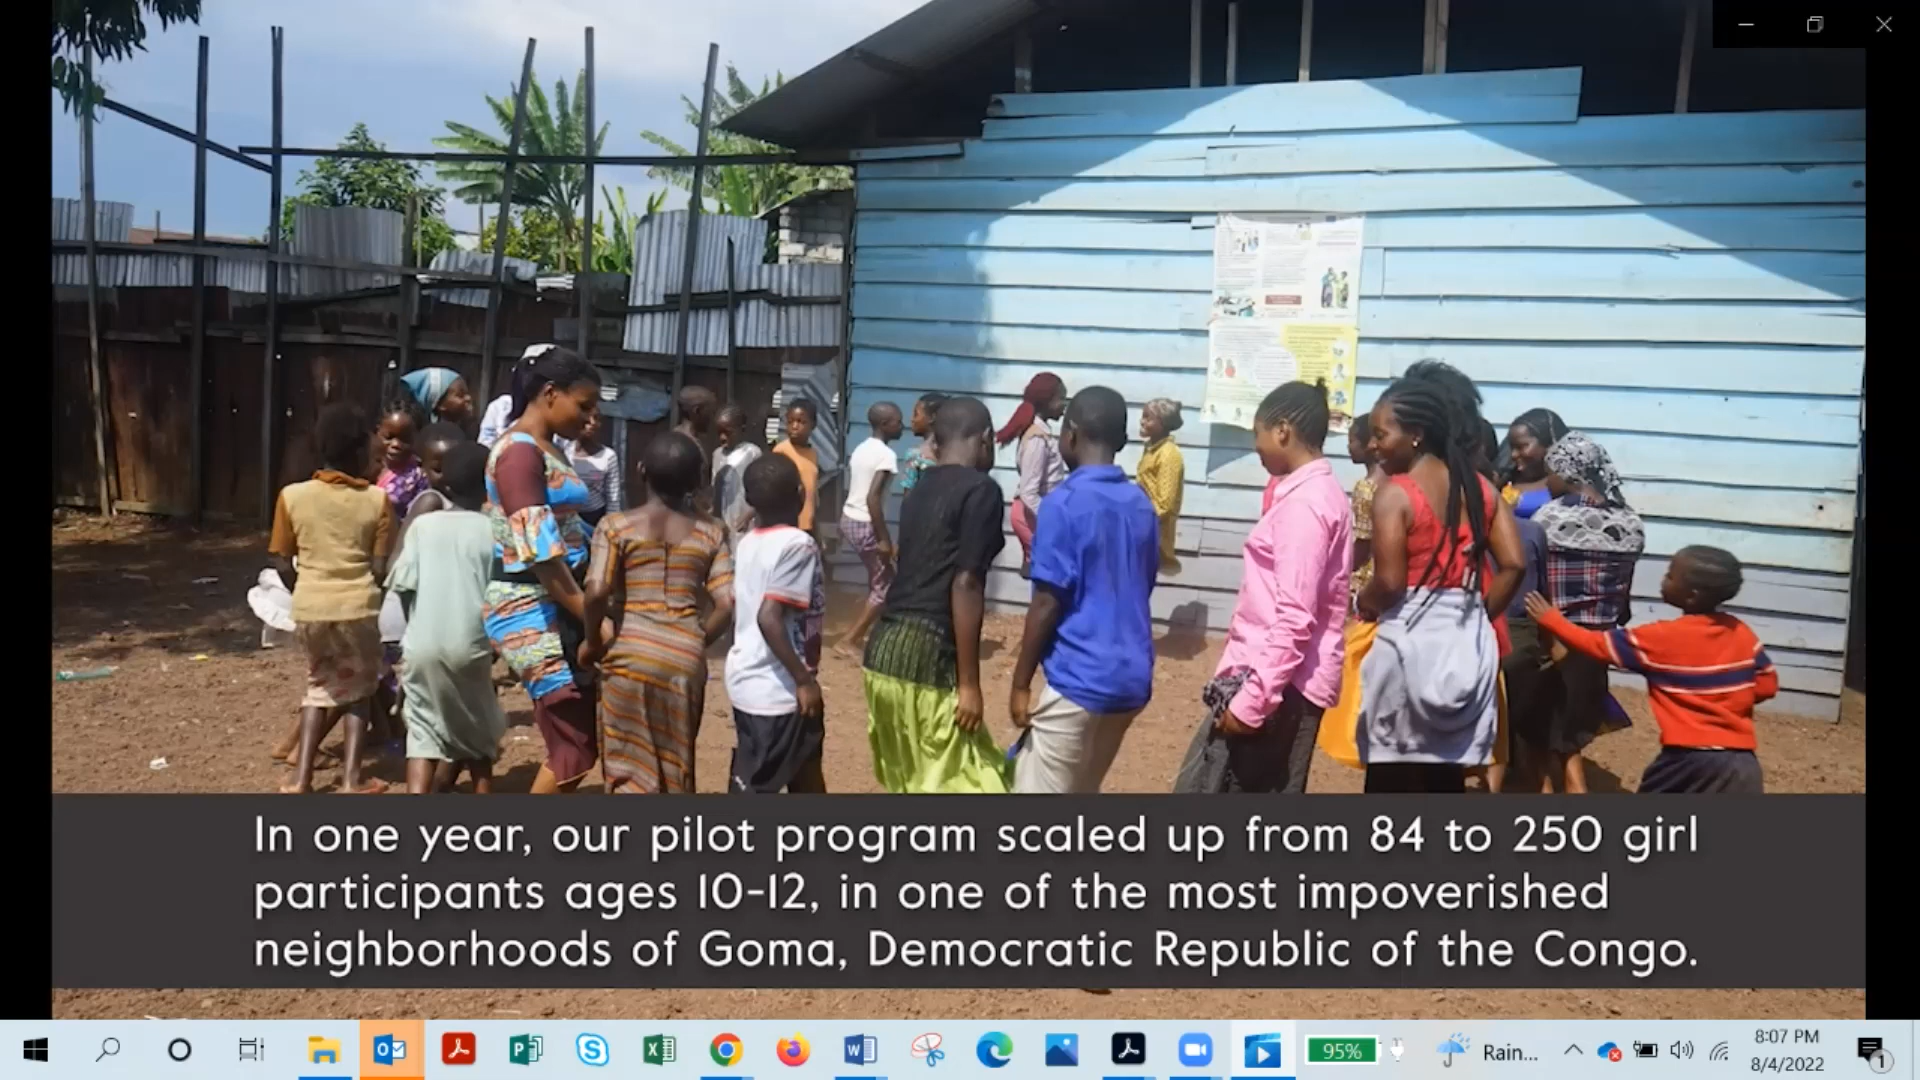 In one year, our pilot program scaled up from 84 to 250 girl
participants ages 10-12, in one of the most impoverished
neighborhoods of Goma, Democratic Republic of the Congo.
95%
Rain...
8:07 PM
8/4/2022
1